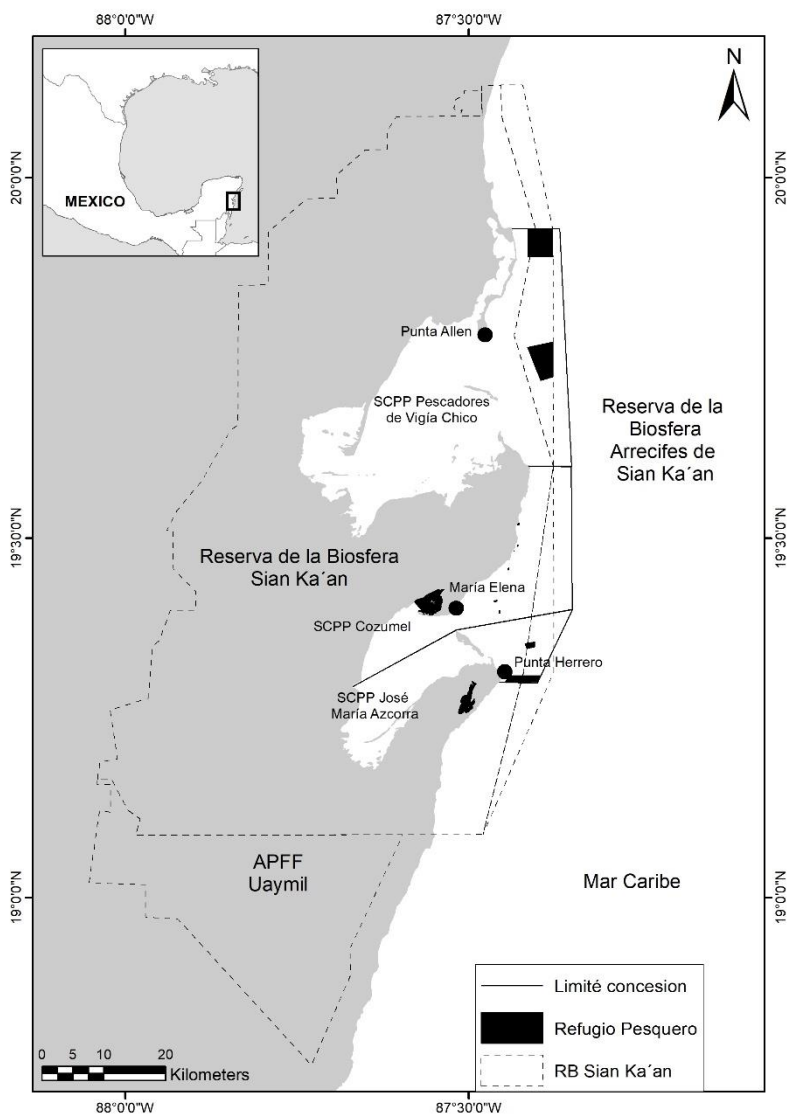 88°0'0"W
87°30'0"W
N
MEXICO
20°0'0"N
20°0'0"N
Punta Allen
SCPP Pescadores
de Vigía Chico
Reserva de la
Biosfera
Arrecifes de
Sian Ka´an
19°30'0"N
19°30'0"N
Reserva de la Biosfera
Sian Ka´an
María Elena
SCPP Cozumel
Punta Herrero
SCPP José
María Azcorra
APFF
Uaymil
Mar Caribe
19°0'0"N
19°0'0"N
Limité concesion
Refugio Pesquero
RB Sian Ka´an
0 5 10 20
Kilometers
88°0'0"W
87°30'0"W